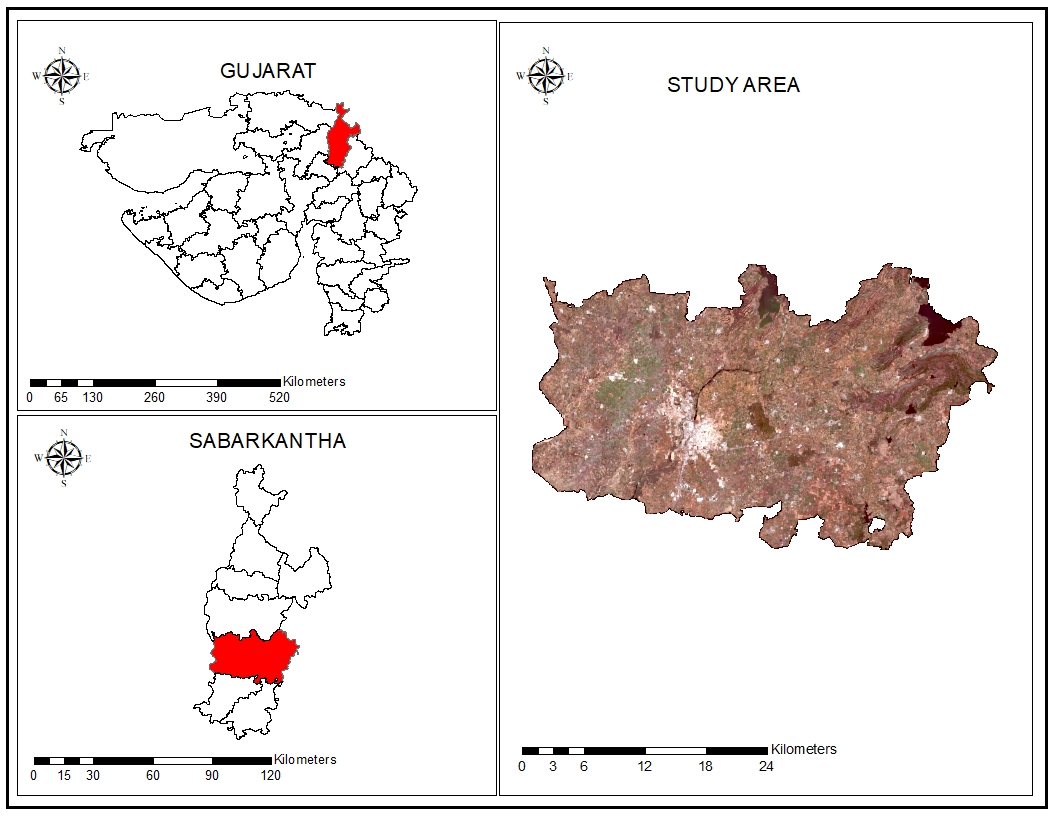 N
W E
S
GUJARAT
Kilometers
0 65 130 260 390 520
N
W E
S
SABARKANTHA
Kilometers
0 15 30 60 90 120
N
W E
S
STUDY AREA
Kilometers
0 3 6 12 18 24